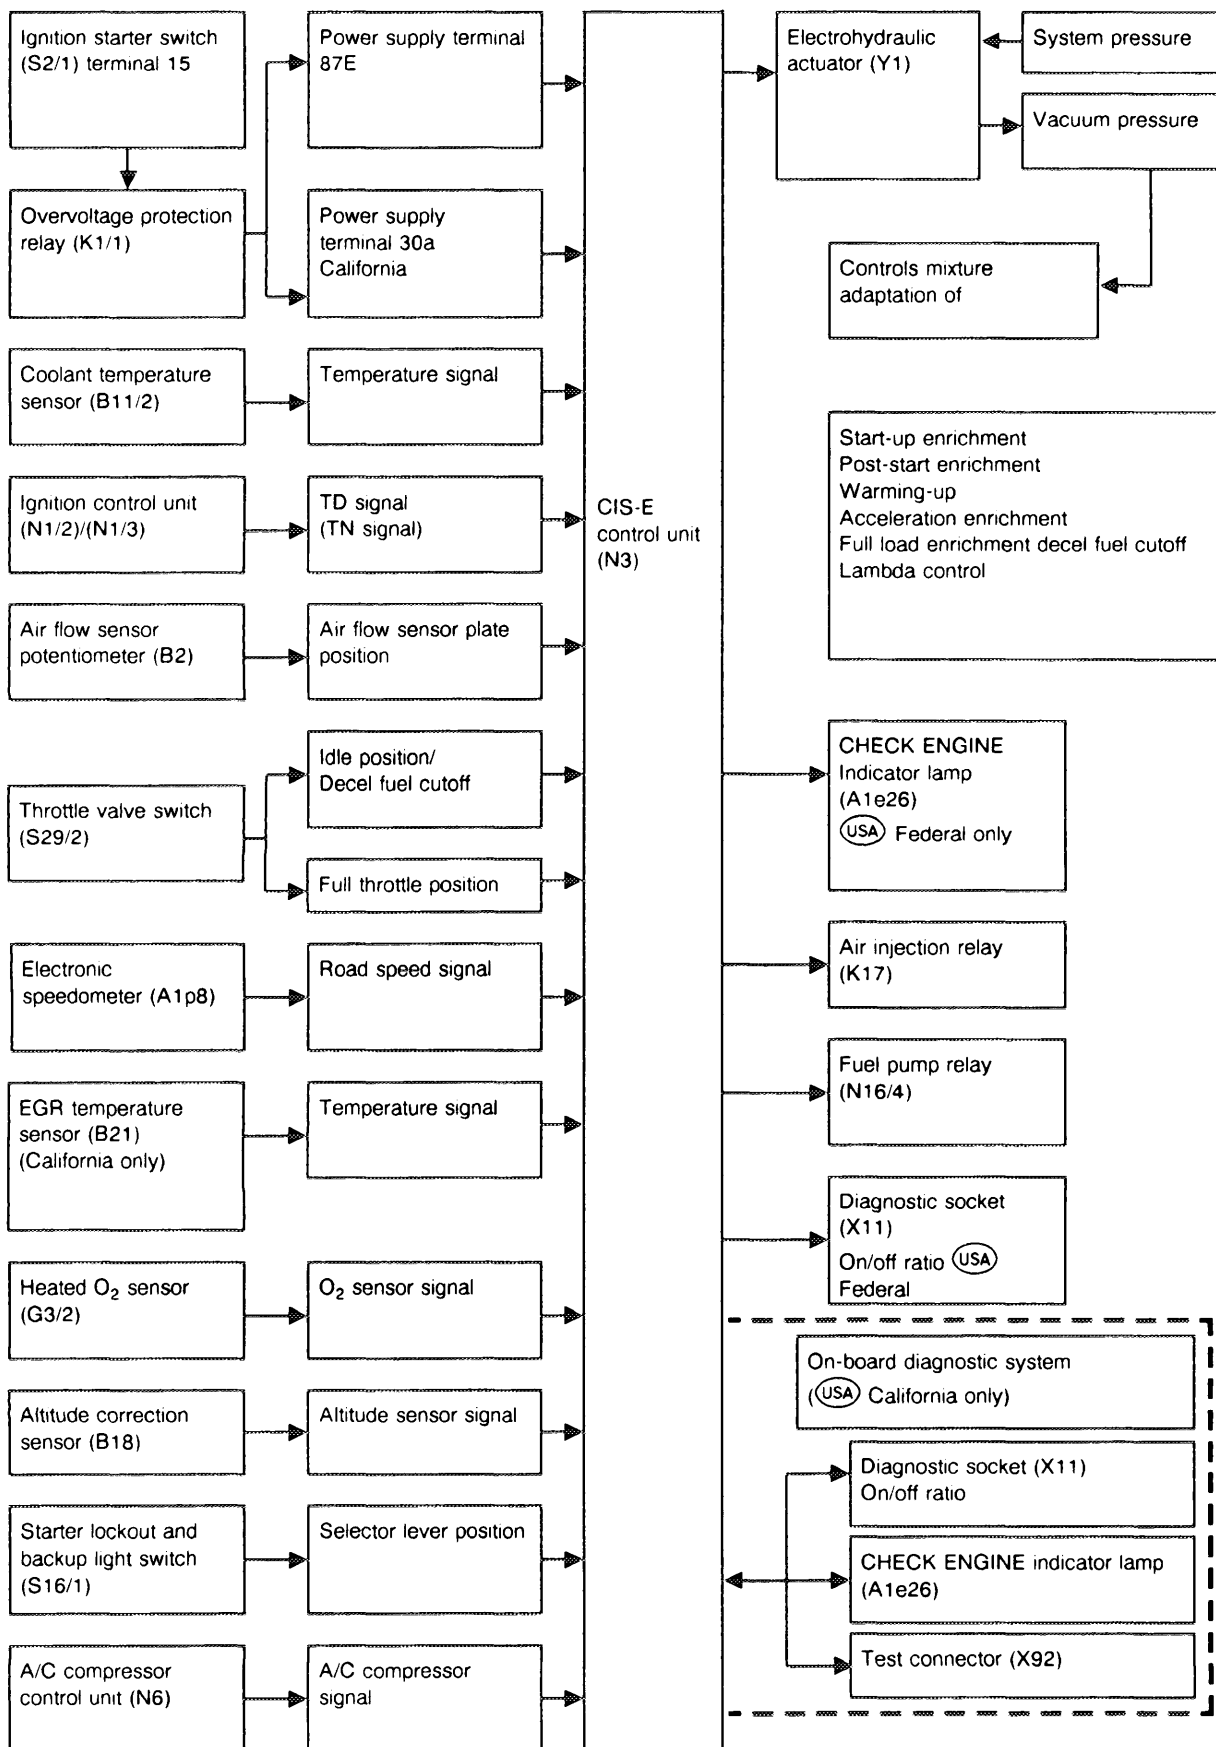 Ignition starter switch
(S2/1) terminal 15
Overvoltage protection
relay (K1/1)
Coolant temperature
sensor (B11/2)
Ignition control unit
(N1/2)/(N1/3)
Air flow sensor
potentiometer (B2)
Throttle valve switch
(S29/2)
Electronic
speedometer (A1p8)
EGR temperature
sensor (B21)
(California only)
Heated O₂ sensor
(G3/2)
Altitude correction
sensor (B18)
Starter lockout and
backup light switch
(S16/1)
A/C compressor
control unit (N6)
Power supply terminal
87E
Power supply
terminal 30a
California
Temperature signal
TD signal
(TN signal)
Air flow sensor plate
position
Idle position/
Decel fuel cutoff
Full throttle position
Road speed signal
Temperature signal
O₂ sensor signal
Altitude sensor signal
Selector lever position
A/C compressor
signal
CIS-E
control unit
(N3)
Electrohydraulic
actuator (Y1)
System pressure
Vacuum pressure
Controls mixture
adaptation of
Start-up enrichment
Post-start enrichment
Warming-up
Acceleration enrichment
Full load enrichment decel fuel cutoff
Lambda control
CHECK ENGINE
Indicator lamp
(A1e26)
USA Federal only
Air injection relay
(K17)
Fuel pump relay
(N16/4)
Diagnostic socket
(X11)
On/off ratio USA
Federal
On-board diagnostic system
(USA California only)
Diagnostic socket (X11)
On/off ratio
CHECK ENGINE indicator lamp
(A1e26)
Test connector (X92)